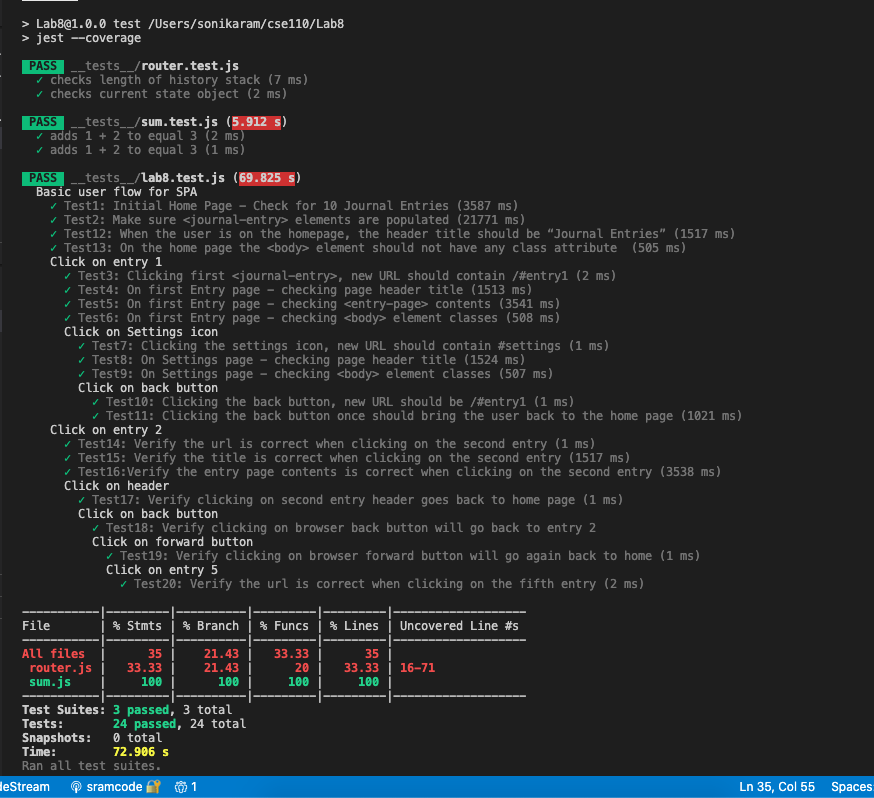 > Lab8@1.0.0 test /Users/sonikaram/cse110/Lab8
> jest --coverage
PASS __tests__/router.test.js
✓ checks length of history stack (7 ms)
✓ checks current state object (2 ms)
PASS __tests__/sum.test.js (5.912 s)
✓ adds 1 + 2 to equal 3 (2 ms)
✓ adds 1 + 2 to equal 3 (1 ms)
PASS __tests__/lab8.test.js (69.825 s)
Basic user flow for SPA
✓ Test1: Initial Home Page – Check for 10 Journal Entries (3587 ms)
✓ Test2: Make sure <journal-entry> elements are populated (21771 ms)
✓ Test12: When the user is on the homepage, the header title should be “Journal Entries” (1517 ms)
✓ Test13: On the home page the <body> element should not have any class attribute  (505 ms)
Click on entry 1
✓ Test3: Clicking first <journal-entry>, new URL should contain /#entry1 (2 ms)
✓ Test4: On first Entry page – checking page header title (1513 ms)
✓ Test5: On first Entry page – checking <entry-page> contents (3541 ms)
✓ Test6: On first Entry page – checking <body> element classes (508 ms)
Click on Settings icon
✓ Test7: Clicking the settings icon, new URL should contain #settings (1 ms)
✓ Test8: On Settings page – checking page header title (1524 ms)
✓ Test9: On Settings page – checking <body> element classes (507 ms)
Click on back button
✓ Test10: Clicking the back button, new URL should be /#entry1 (1 ms)
✓ Test11: Clicking the back button once should bring the user back to the home page (1021 ms)
Click on entry 2
✓ Test14: Verify the url is correct when clicking on the second entry (1 ms)
✓ Test15: Verify the title is correct when clicking on the second entry (1517 ms)
✓ Test16:Verify the entry page contents is correct when clicking on the second entry (3538 ms)
Click on header
✓ Test17: Verify clicking on second entry header goes back to home page (1 ms)
Click on back button
✓ Test18: Verify clicking on browser back button will go back to entry 2
Click on forward button
✓ Test19: Verify clicking on browser forward button will go again back to home (1 ms)
Click on entry 5
✓ Test20: Verify the url is correct when clicking on the fifth entry (2 ms)
-----------|---------|----------|---------|---------|-------------------
File | % Stmts | % Branch | % Funcs | % Lines | Uncovered Line #s
-----------|---------|----------|---------|---------|-------------------
All files | 35 | 21.43 | 33.33 | 35 |
router.js | 33.33 | 21.43 | 20 | 33.33 | 16-71
sum.js | 100 | 100 | 100 | 100 |
-----------|---------|----------|---------|---------|-------------------
Test Suites: 3 passed, 3 total
Tests: 24 passed, 24 total
Snapshots: 0 total
Time: 72.906 s
Ran all test suites.
deStream sramcode 🔐 1 Ln 35, Col 55 Spaces